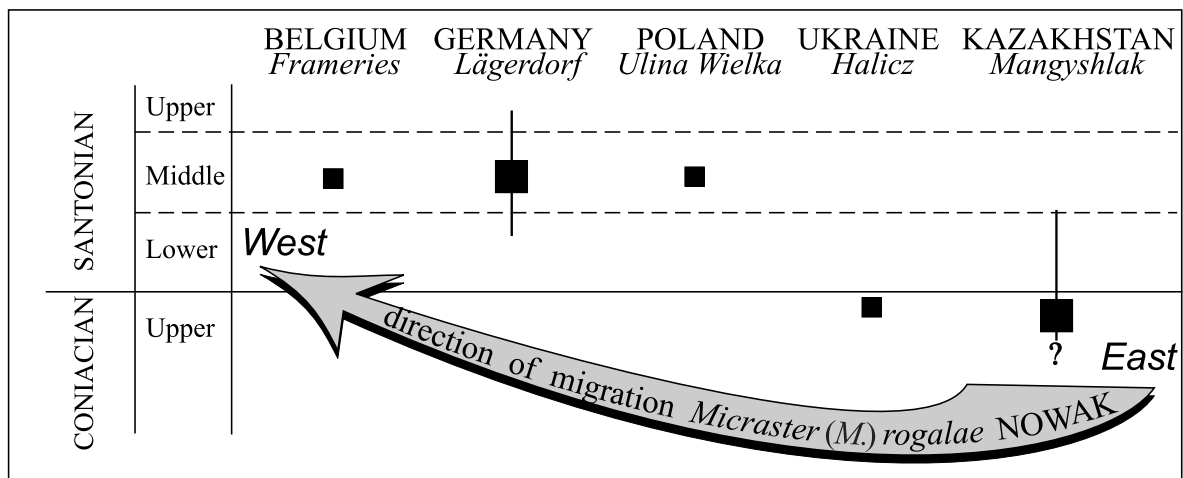 BELGIUM GERMANY POLAND UKRAINE KAZAKHSTAN
Frameries Lägerdorf Ulina Wielka Halicz Mangyshlak
SANTONIAN
Upper
Middle
Lower
West
CONIACIAN
Upper
?
East
direction of migration Micraster (M.) rogalae NOWAK